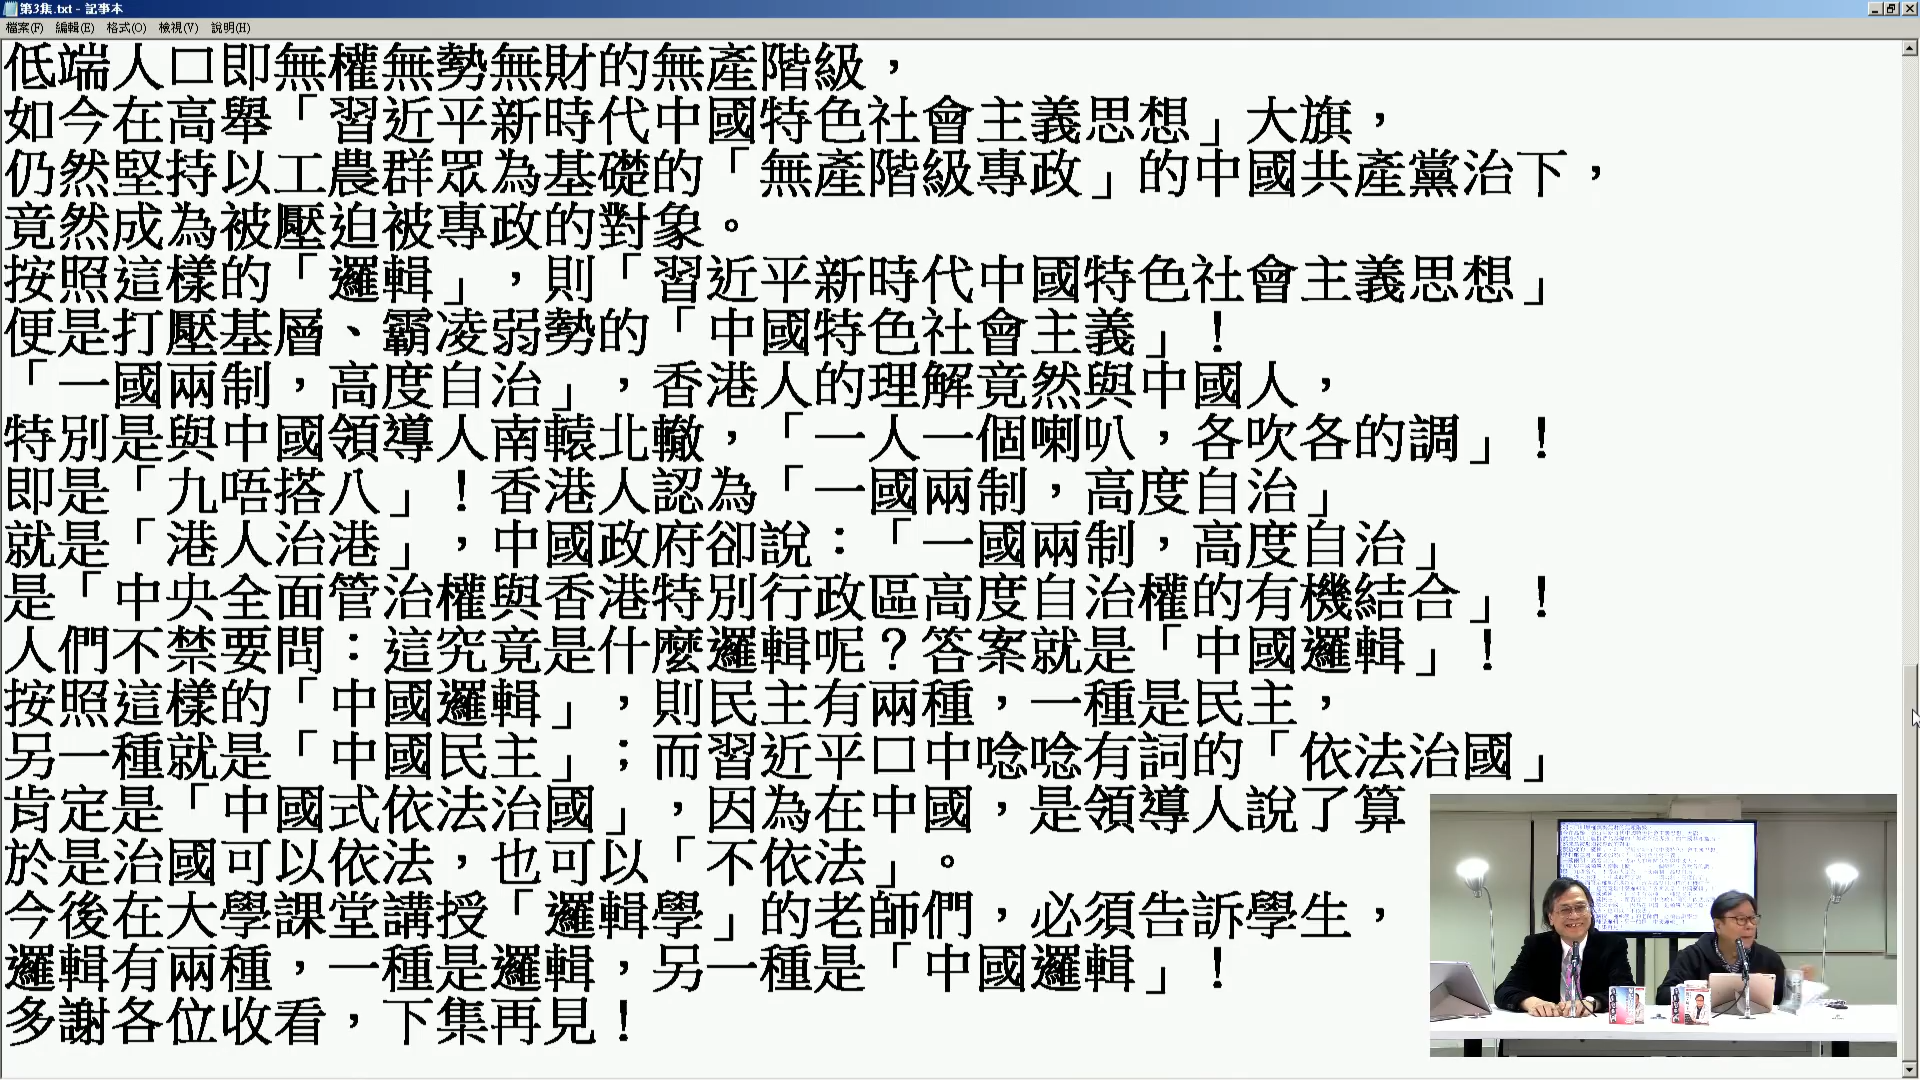 第3集.txt - 記事本
檔案(F) 編輯(E) 格式(O) 檢視(V) 說明(H)
低端人口即無權無勢無財的無產階級，
如今在高舉「習近平新時代中國特色社會主義思想」大旗，
仍然堅持以工農群眾為基礎的「無產階級專政」的中國共產黨治下，
竟然成為被壓迫被專政的對象。
按照這樣的「邏輯」，則「習近平新時代中國特色社會主義思想」
便是打壓基層、霸凌弱勢的「中國特色社會主義」！
「一國兩制，高度自治」，香港人的理解竟然與中國人，
特別是與中國領導人南轅北轍，「一人一個喇叭，各吹各的調」！
即是「九唔搭八」！香港人認為「一國兩制，高度自治」
就是「港人治港」，中國政府卻說：「一國兩制，高度自治」
是「中央全面管治權與香港特別行政區高度自治權的有機結合」！
人們不禁要問：這究竟是什麼邏輯呢？答案就是「中國邏輯」！
按照這樣的「中國邏輯」，則民主有兩種，一種是民主，
另一種就是「中國民主」；而習近平口中唸唸有詞的「依法治國」
肯定是「中國式依法治國」，因為在中國，是領導人說了算
於是治國可以依法，也可以「不依法」。
今後在大學課堂講授「邏輯學」的老師們，必須告訴學生，
邏輯有兩種，一種是邏輯，另一種是「中國邏輯」！
多謝各位收看，下集再見！